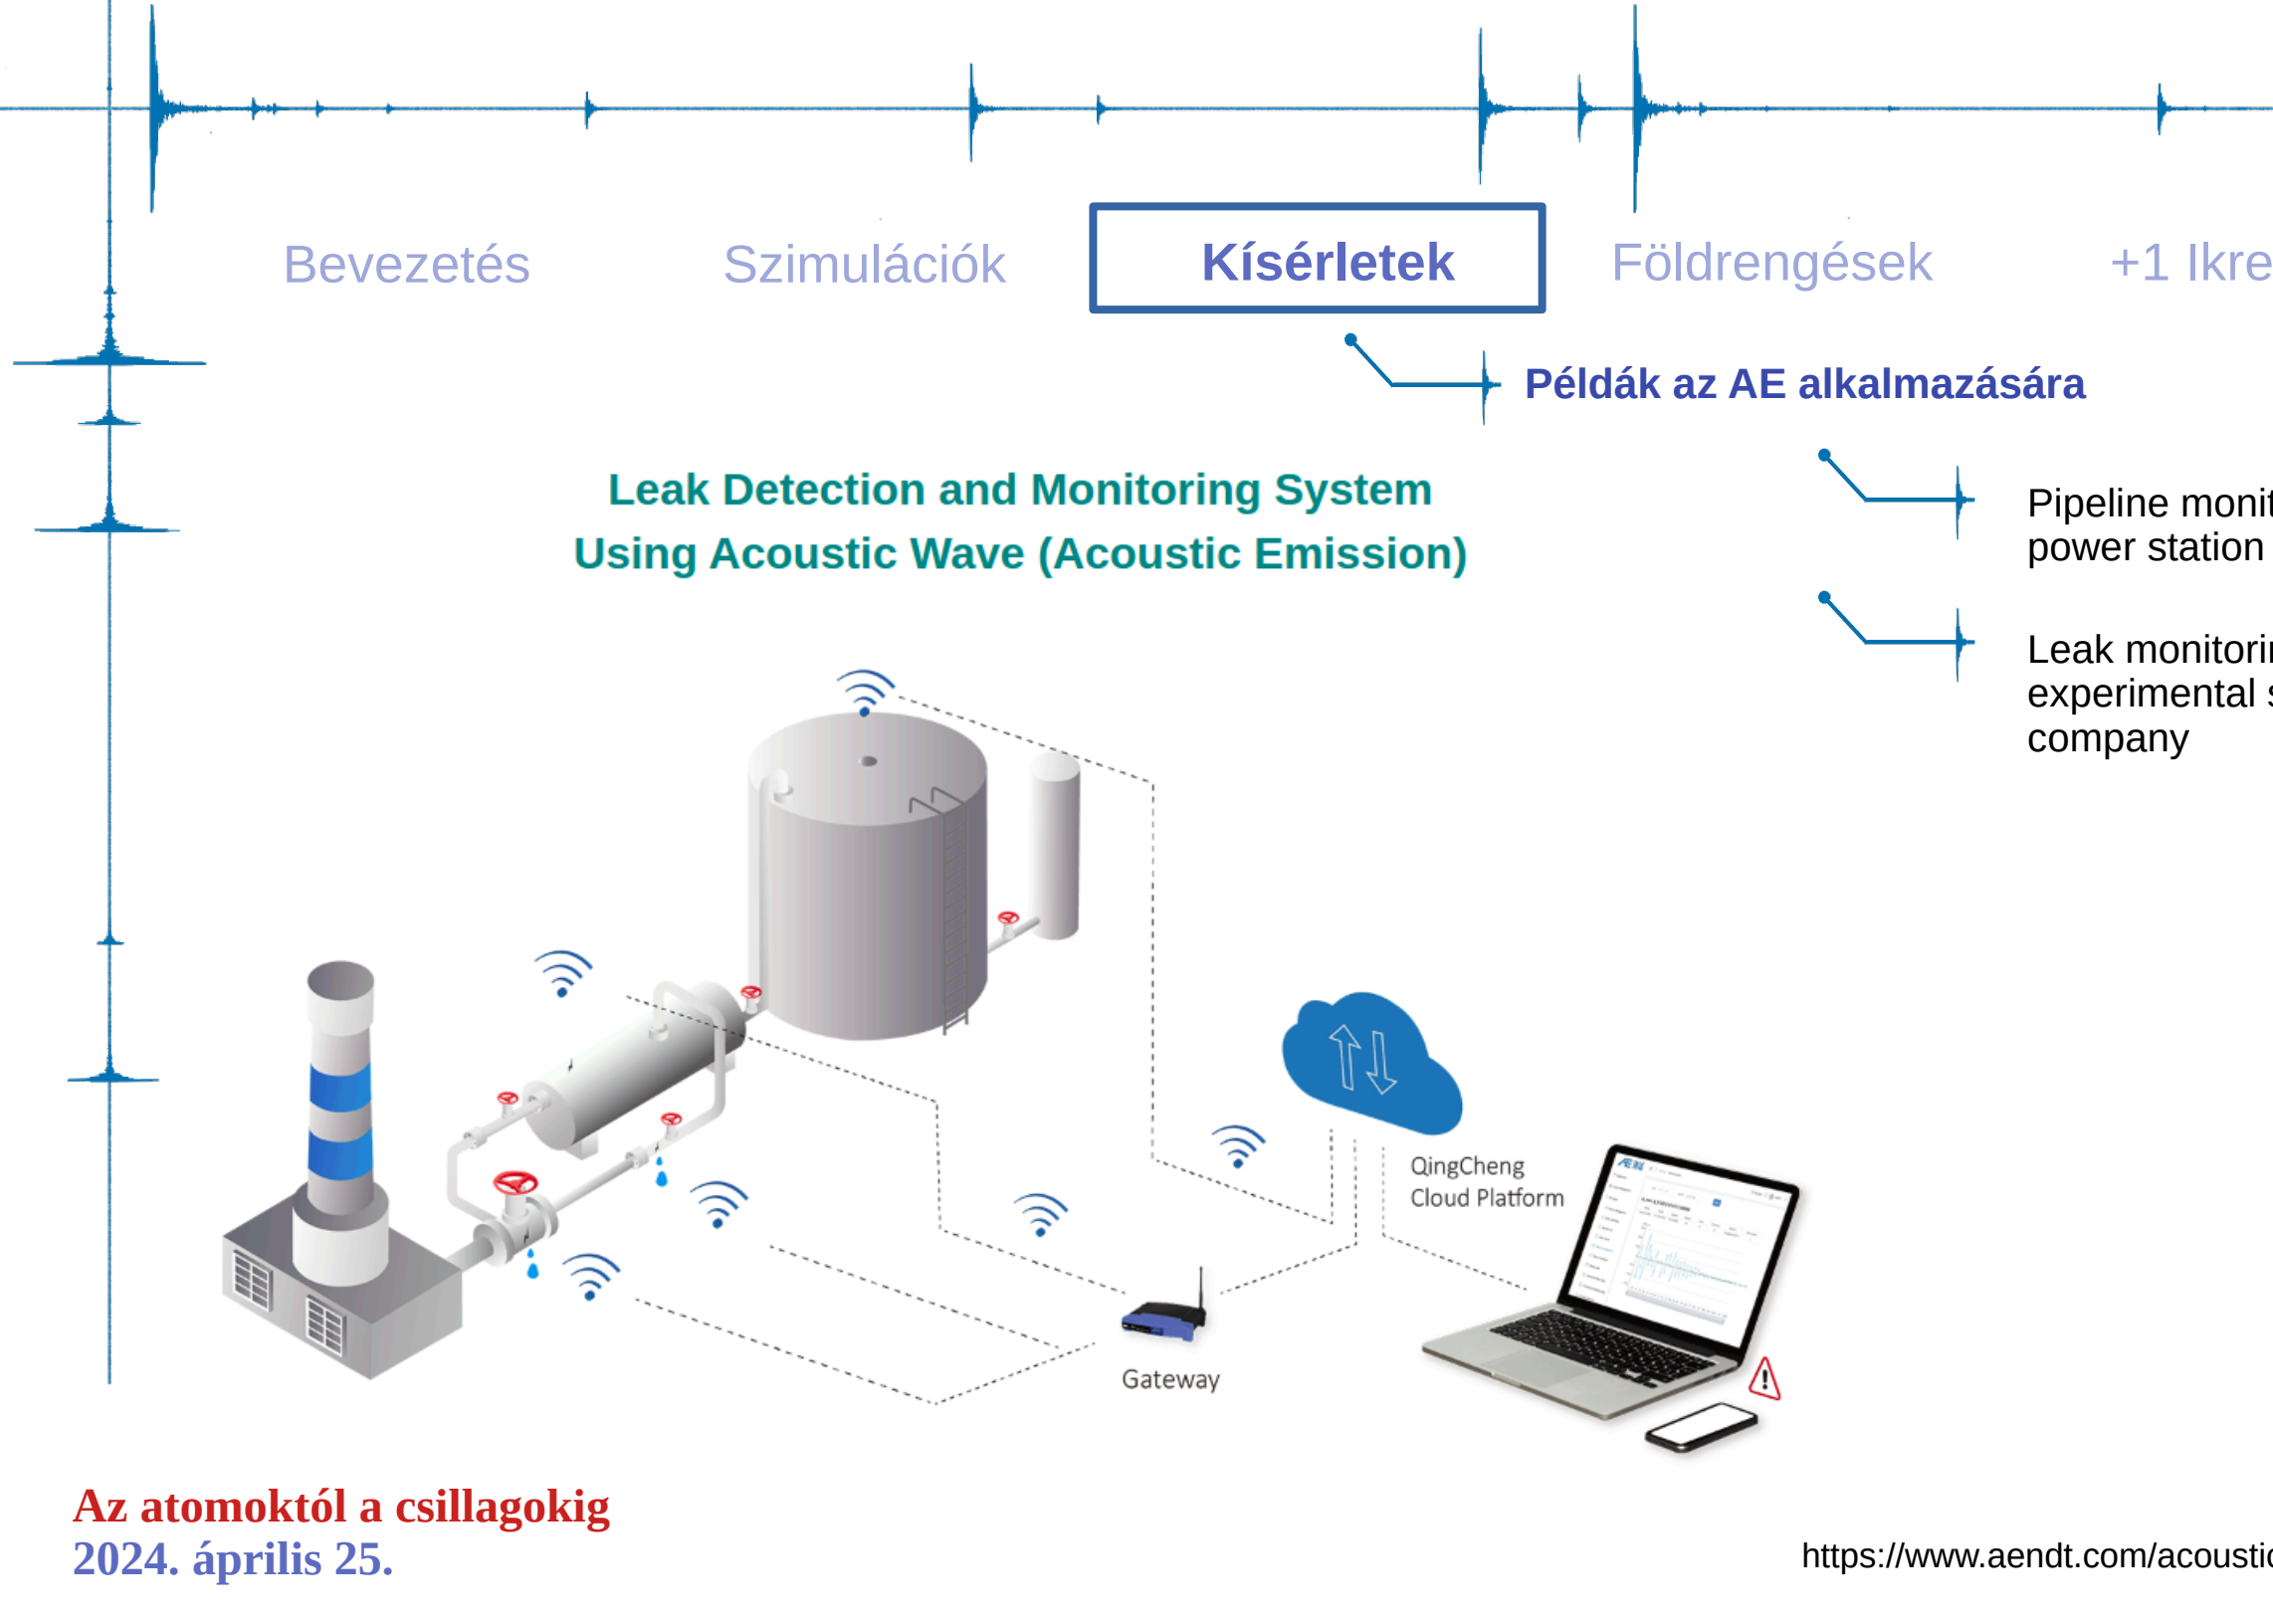 Bevezetés
Szimulációk
Kísérletek
Földrengések
+1 Ikre
Példák az AE alkalmazására
Leak Detection and Monitoring System
Using Acoustic Wave (Acoustic Emission)
Pipeline monit
power station
Leak monitorin
experimental s
company
QingCheng
Cloud Platform
Gateway
Az atomoktól a csillagokig
2024. április 25.
https://www.aendt.com/acoustic